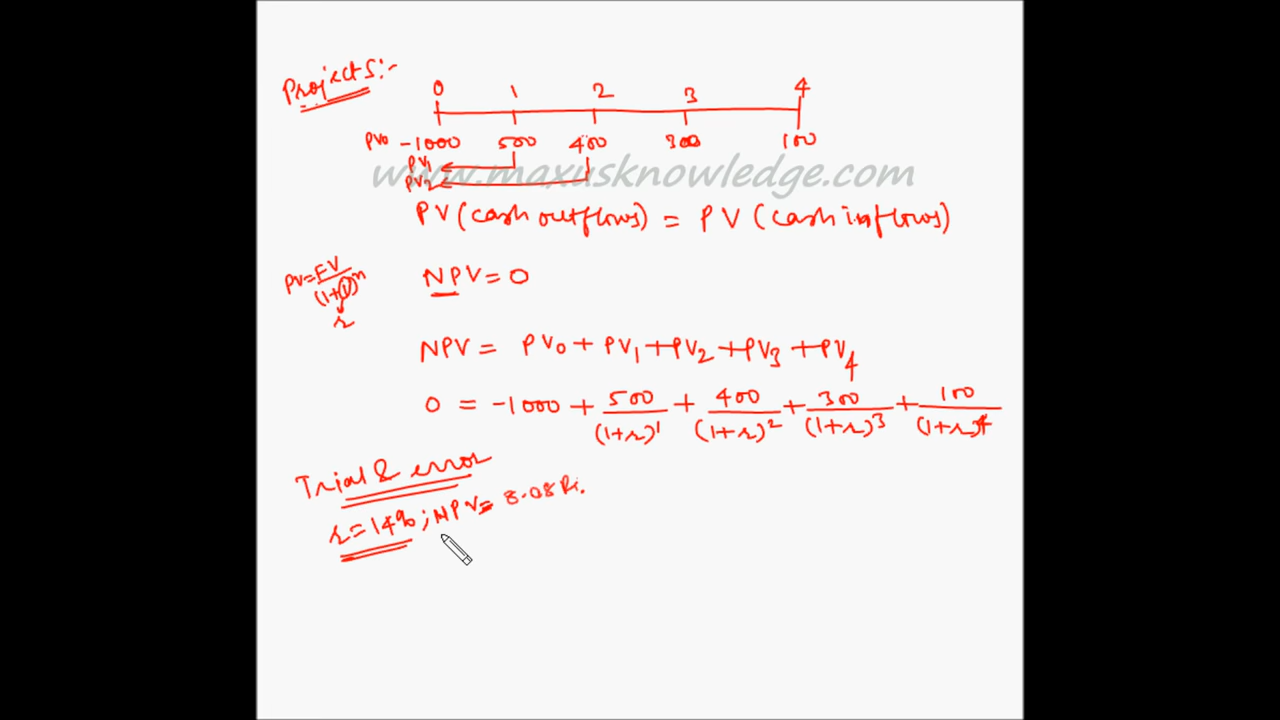 Project S:-
0 1 2 3 4
PV₀ -1000 500 400 300 100
PV₁
PV₂
www.maxusknowledge.com
PV (cash outflows) = PV (cash inflows)
PV = FV/(1+i)ⁿ
r
NPV = 0
NPV = PV₀ + PV₁ + PV₂ + PV₃ + PV₄
0 = -1000 + 500/(1+r)¹ + 400/(1+r)² + 300/(1+r)³ + 100/(1+r)⁴
Trial & error
r = 14% ; NPV = 8.08